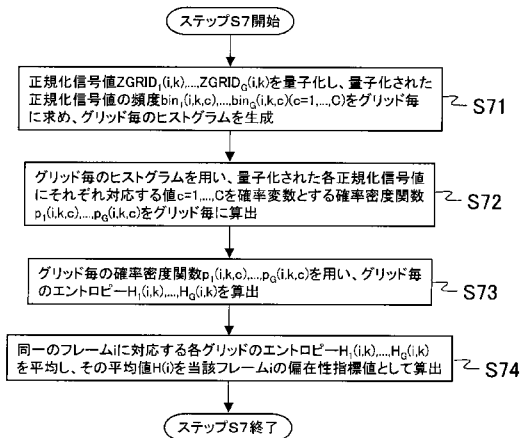 ステップS7開始
正規化信号値ZGRID₁(i,k),...,ZGRID_G(i,k)を量子化し、量子化された
正規化信号値の頻度bin₁(i,k,c),...,bin_G(i,k,c)(c=1,...,C)をグリッド毎
に求め、グリッド毎のヒストグラムを生成
S71
グリッド毎のヒストグラムを用い、量子化された各正規化信号値
にそれぞれ対応する値c=1,...,Cを確率変数とする確率密度関数
p₁(i,k,c),...,p_G(i,k,c)をグリッド毎に算出
S72
グリッド毎の確率密度関数p₁(i,k,c),...,p_G(i,k,c)を用い、グリッド毎
のエントロピーH₁(i,k),...,H_G(i,k)を算出
S73
同一のフレームiに対応する各グリッドのエントロピーH₁(i,k),...,H_G(i,k)
を平均し、その平均値H(i)を当該フレームiの偏在性指標値として算出
S74
ステップS7終了